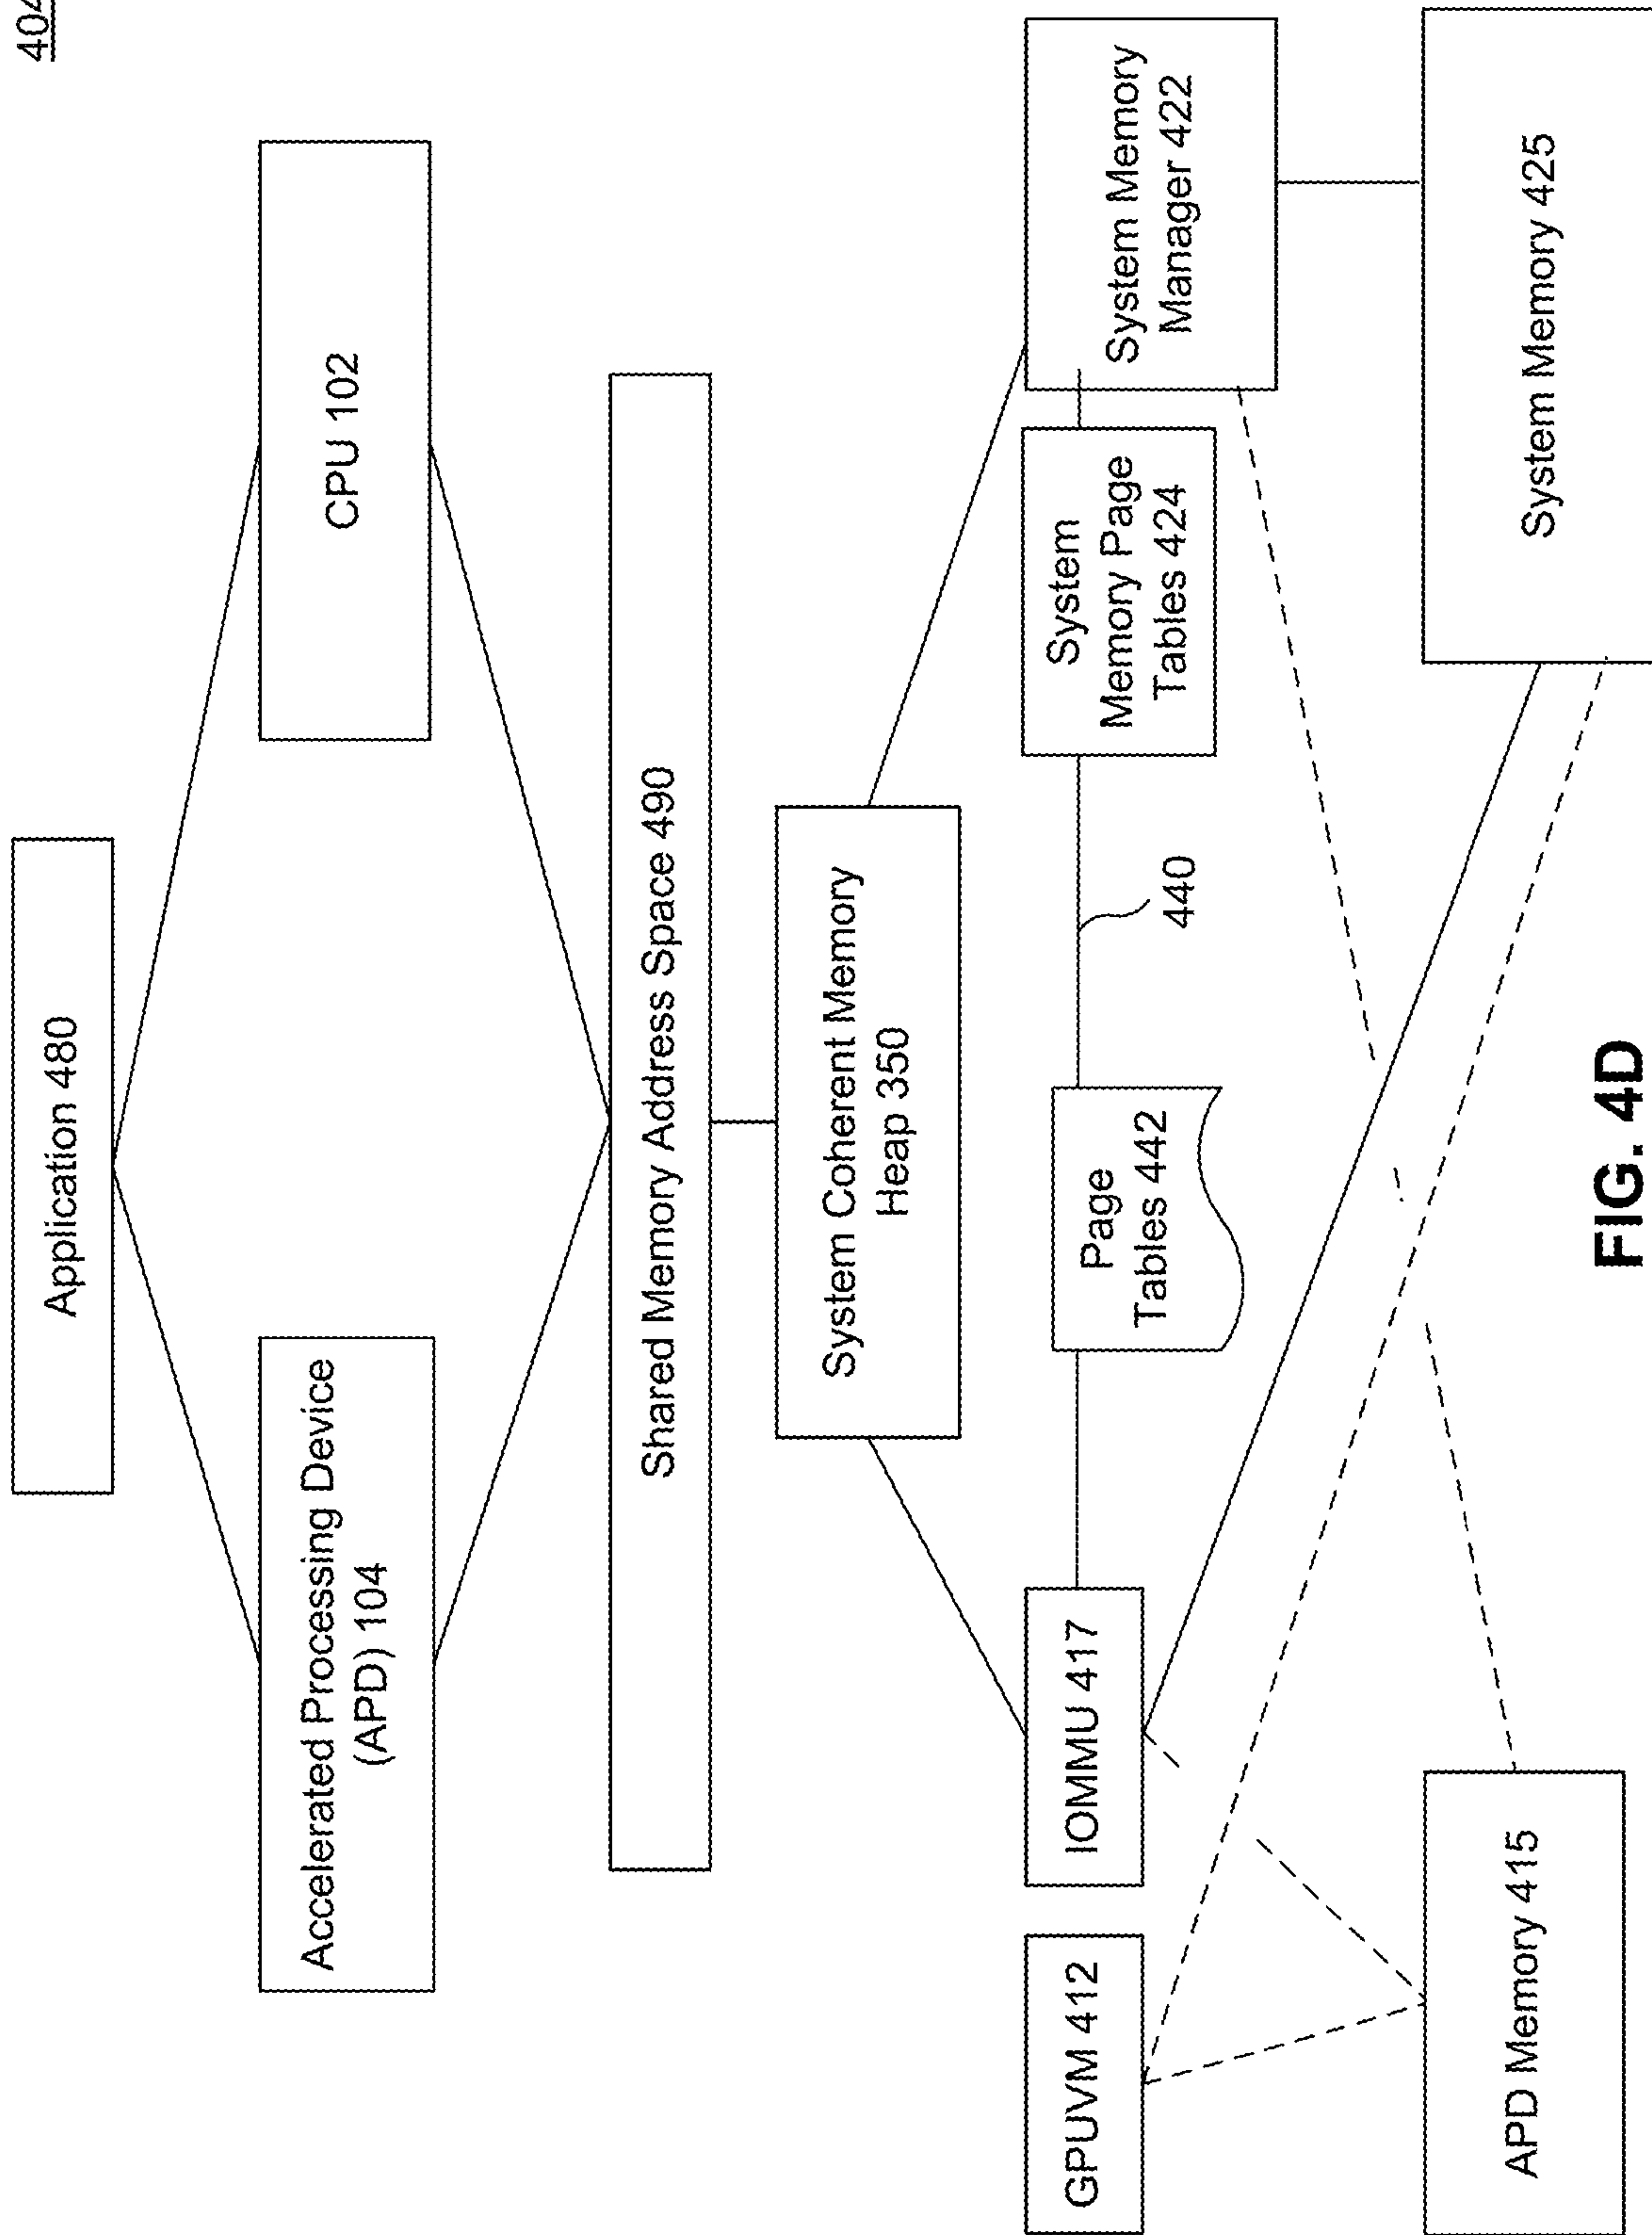 404
Application 480
Accelerated Processing Device
(APD) 104
CPU 102
Shared Memory Address Space 490
System Coherent Memory
Heap 350
GPUVM 412
IOMMU 417
Page
Tables 442
440
System
Memory Page
Tables 424
System Memory
Manager 422
APD Memory 415
System Memory 425
FIG. 4D